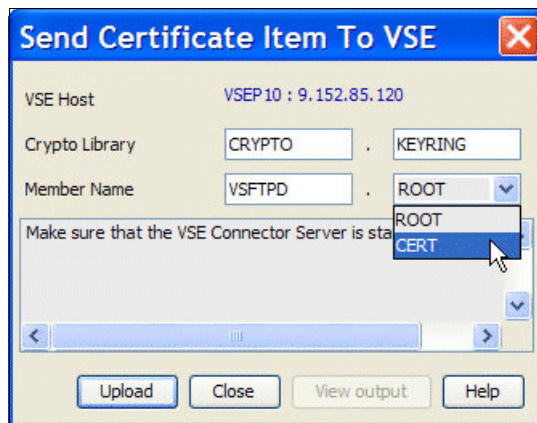 Send Certificate Item To VSE
VSE Host VSEP10 : 9.152.85.120
Crypto Library CRYPTO . KEYRING
Member Name VSFTPD . ROOT
ROOT
CERT
Make sure that the VSE Connector Server is
Upload Close View output Help